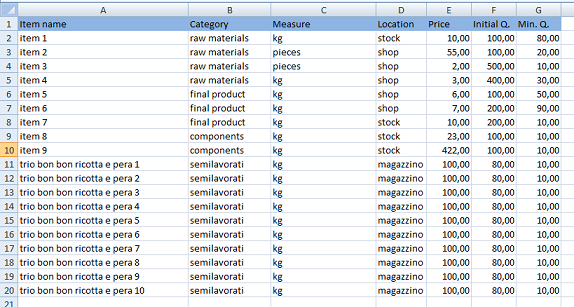 A B C D E F G
1 Item name Category Measure Location Price Initial Q. Min. Q.
2 item 1 raw materials kg stock 10,00 100,00 80,00
3 item 2 raw materials pieces shop 55,00 100,00 20,00
4 item 3 raw materials pieces shop 2,00 500,00 10,00
5 item 4 raw materials kg shop 3,00 400,00 30,00
6 item 5 final product kg shop 6,00 100,00 50,00
7 item 6 final product kg shop 7,00 200,00 90,00
8 item 7 final product kg stock 10,00 200,00 10,00
9 item 8 components kg stock 23,00 100,00 10,00
10 item 9 components kg stock 422,00 100,00 10,00
11 trio bon bon ricotta e pera 1 semilavorati kg magazzino 100,00 80,00 10,00
12 trio bon bon ricotta e pera 2 semilavorati kg magazzino 100,00 80,00 10,00
13 trio bon bon ricotta e pera 3 semilavorati kg magazzino 100,00 80,00 10,00
14 trio bon bon ricotta e pera 4 semilavorati kg magazzino 100,00 80,00 10,00
15 trio bon bon ricotta e pera 5 semilavorati kg magazzino 100,00 80,00 10,00
16 trio bon bon ricotta e pera 6 semilavorati kg magazzino 100,00 80,00 10,00
17 trio bon bon ricotta e pera 7 semilavorati kg magazzino 100,00 80,00 10,00
18 trio bon bon ricotta e pera 8 semilavorati kg magazzino 100,00 80,00 10,00
19 trio bon bon ricotta e pera 9 semilavorati kg magazzino 100,00 80,00 10,00
20 trio bon bon ricotta e pera 10 semilavorati kg magazzino 100,00 80,00 10,00
21